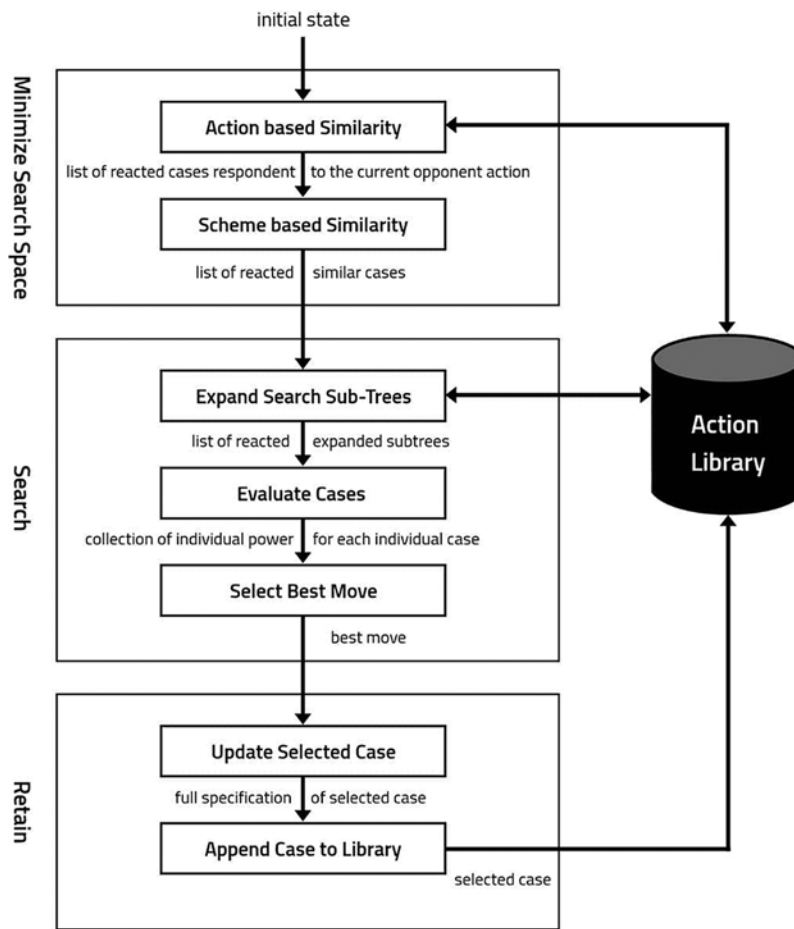 initial state
Minimize Search Space
Action based Similarity
list of reacted cases respondent to the current opponent action
Scheme based Similarity
list of reacted similar cases
Search
Expand Search Sub-Trees
list of reacted expanded subtrees
Evaluate Cases
collection of individual power for each individual case
Select Best Move
best move
Action
Library
Retain
Update Selected Case
full specification of selected case
Append Case to Library
selected case